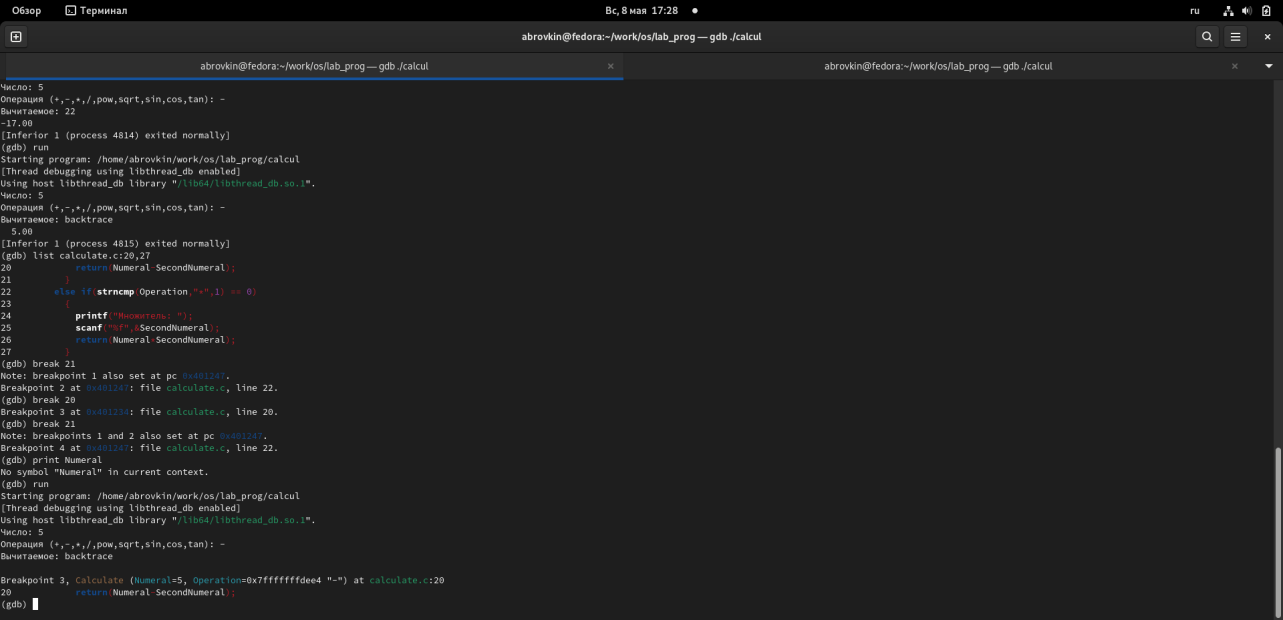 Обзор
Терминал
Вс, 8 мая 17:28
ru
abrovkin@fedora:~/work/os/lab_prog — gdb ./calcul
abrovkin@fedora:~/work/os/lab_prog — gdb ./calcul
abrovkin@fedora:~/work/os/lab_prog — gdb ./calcul
Число: 5
Операция (+,-,*,/,pow,sqrt,sin,cos,tan): -
Вычитаемое: 22
-17.00
[Inferior 1 (process 4814) exited normally]
(gdb) run
Starting program: /home/abrovkin/work/os/lab_prog/calcul
[Thread debugging using libthread_db enabled]
Using host libthread_db library "/lib64/libthread_db.so.1".
Число: 5
Операция (+,-,*,/,pow,sqrt,sin,cos,tan): -
Вычитаемое: backtrace
  5.00
[Inferior 1 (process 4815) exited normally]
(gdb) list calculate.c:20,27
20            return(Numeral-SecondNumeral);
21          }
22        else if(strncmp(Operation,"*",1) == 0)
23          {
24            printf("Множитель: ");
25            scanf("%f",&SecondNumeral);
26            return(Numeral*SecondNumeral);
27          }
(gdb) break 21
Note: breakpoint 1 also set at pc 0x401247.
Breakpoint 2 at 0x401247: file calculate.c, line 22.
(gdb) break 20
Breakpoint 3 at 0x401234: file calculate.c, line 20.
(gdb) break 21
Note: breakpoints 1 and 2 also set at pc 0x401247.
Breakpoint 4 at 0x401247: file calculate.c, line 22.
(gdb) print Numeral
No symbol "Numeral" in current context.
(gdb) run
Starting program: /home/abrovkin/work/os/lab_prog/calcul
[Thread debugging using libthread_db enabled]
Using host libthread_db library "/lib64/libthread_db.so.1".
Число: 5
Операция (+,-,*,/,pow,sqrt,sin,cos,tan): -
Вычитаемое: backtrace
Breakpoint 3, Calculate (Numeral=5, Operation=0x7fffffffdee4 "-") at calculate.c:20
20            return(Numeral-SecondNumeral);
(gdb)